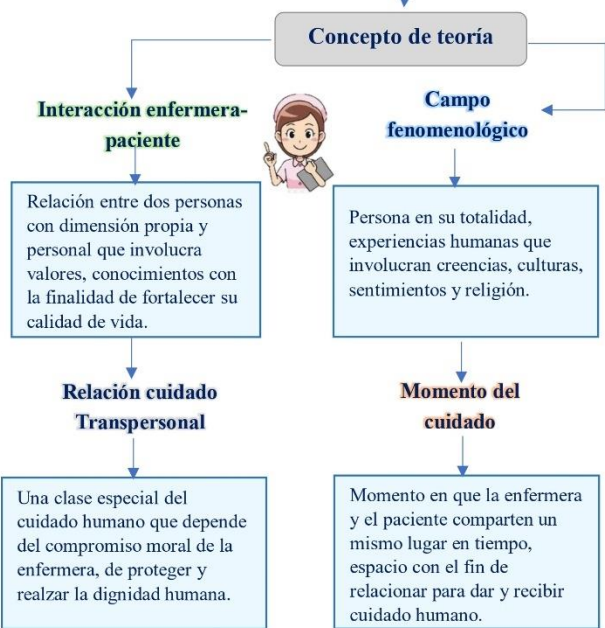 Concepto de teoría
Interacción enfermera-
paciente
Relación entre dos personas
con dimensión propia y
personal que involucra
valores, conocimientos con
la finalidad de fortalecer su
calidad de vida.
Relación cuidado
Transpersonal
Una clase especial del
cuidado humano que depende
del compromiso moral de la
enfermera, de proteger y
realzar la dignidad humana.
Campo
fenomenológico
Persona en su totalidad,
experiencias humanas que
involucran creencias, culturas,
sentimientos y religión.
Momento del
cuidado
Momento en que la enfermera
y el paciente comparten un
mismo lugar en tiempo,
espacio con el fin de
relacionar para dar y recibir
cuidado humano.